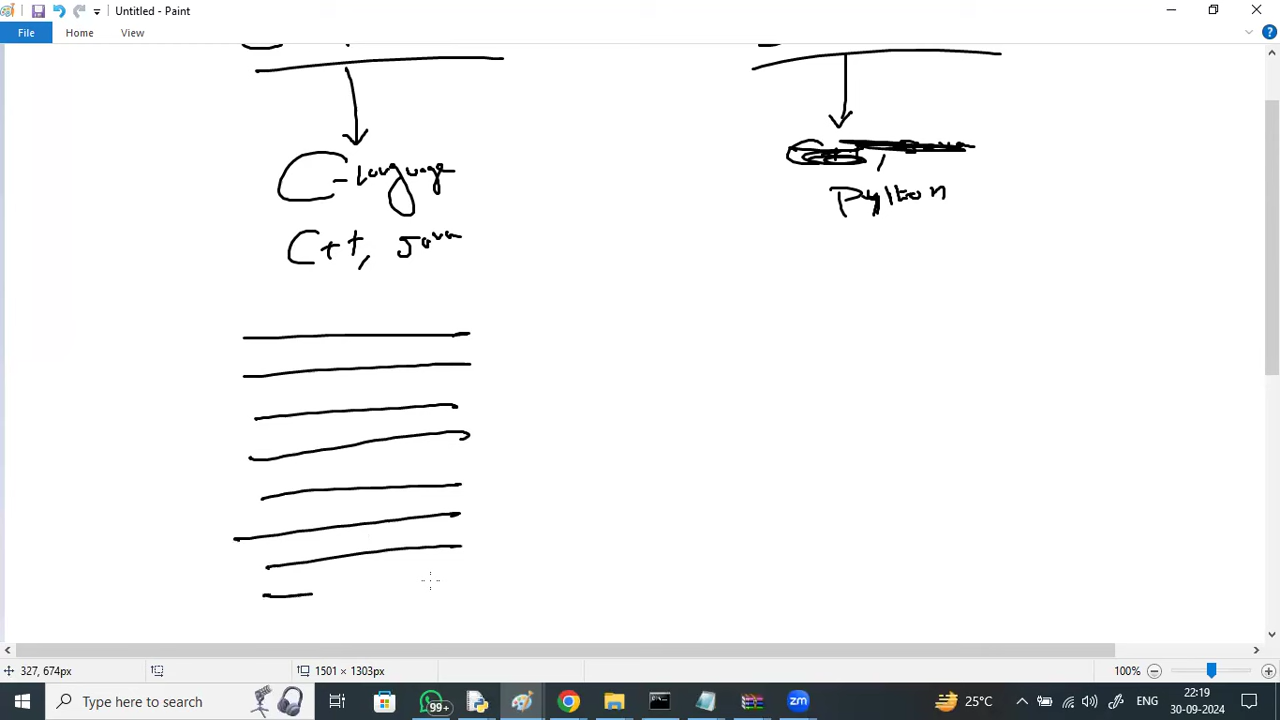 Untitled - Paint
File Home View
C-Language
C++, Java
Python
327, 674px
1501 × 1303px
100%
Type here to search
99+
25°C
ENG
22:19
30-09-2024